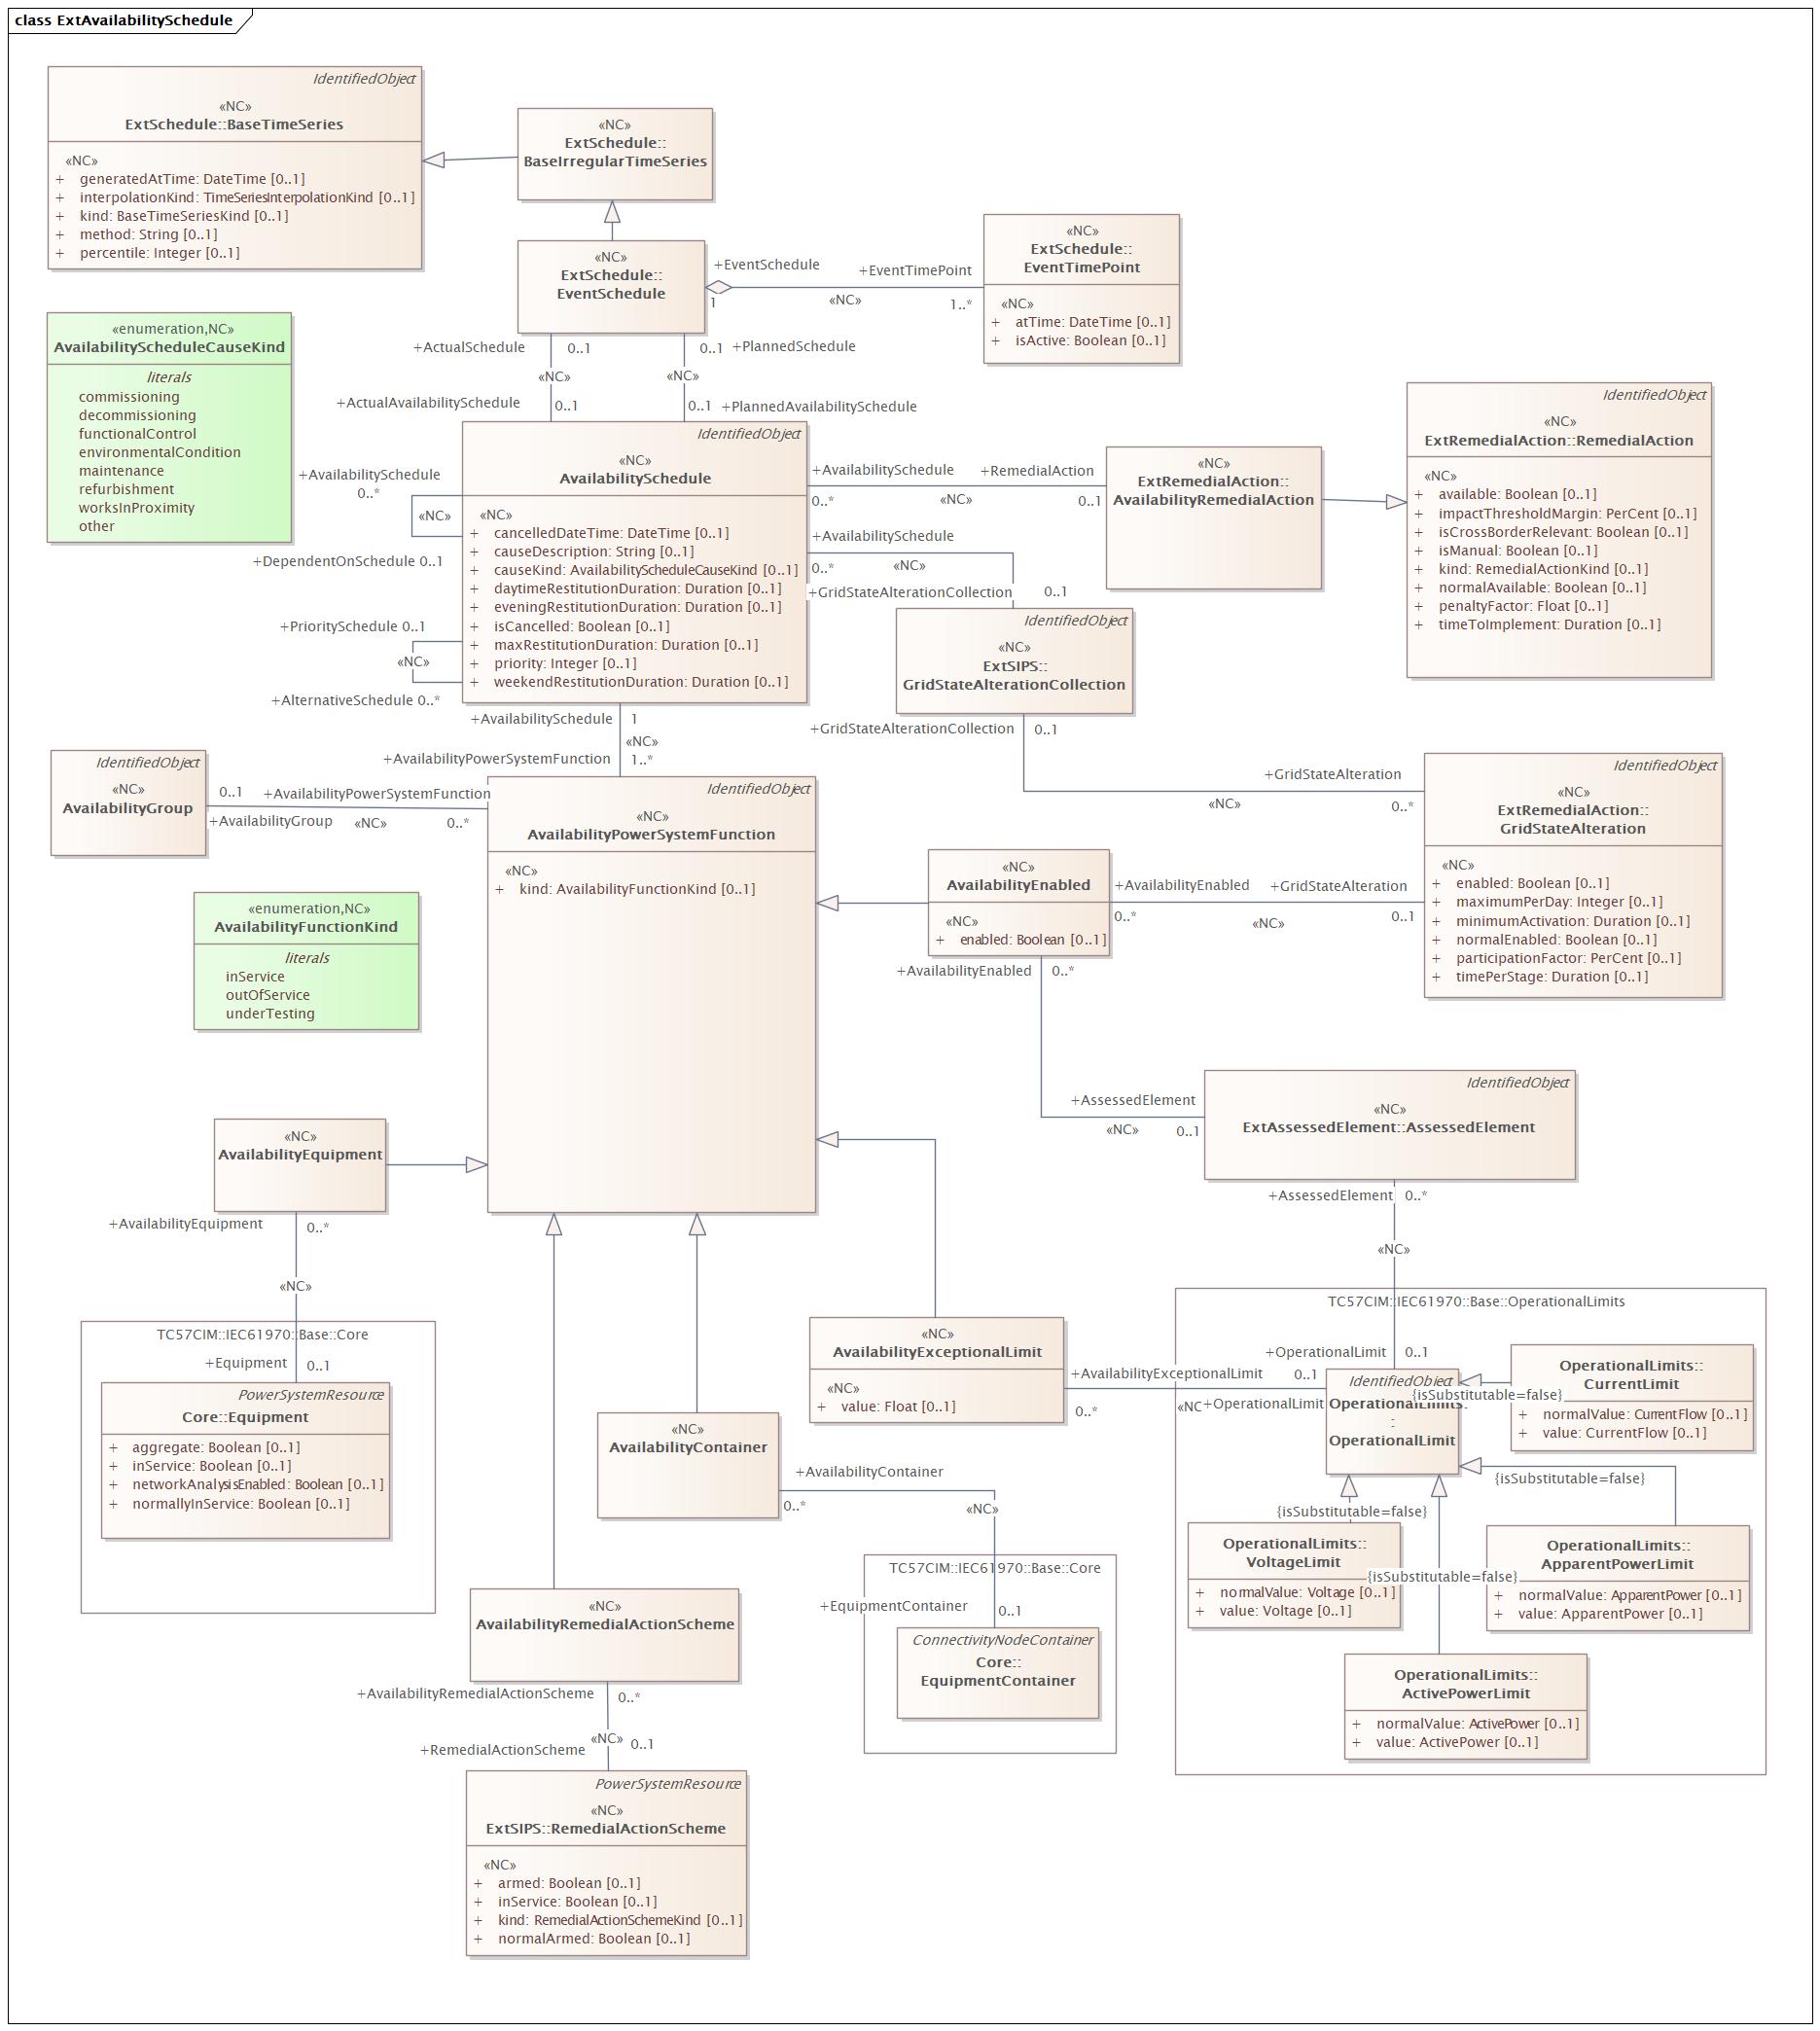 class ExtAvailabilitySchedule
IdentifiedObject
«NC»
ExtSchedule::BaseTimeSeries
«NC»
+ generatedAtTime: DateTime [0..1]
+ interpolationKind: TimeSeriesInterpolationKind [0..1]
+ kind: BaseTimeSeriesKind [0..1]
+ method: String [0..1]
+ percentile: Integer [0..1]
«NC»
ExtSchedule::
BaseIrregularTimeSeries
«NC»
ExtSchedule::
EventSchedule
+EventSchedule
1
+EventTimePoint
«NC»
1..*
«NC»
ExtSchedule::
EventTimePoint
«NC»
+ atTime: DateTime [0..1]
+ isActive: Boolean [0..1]
«enumeration,NC»
AvailabilityScheduleCauseKind
literals
commissioning
decommissioning
functionalControl
environmentalCondition
maintenance
refurbishment
worksInProximity
other
+ActualSchedule 0..1
0..1 +PlannedSchedule
«NC»
«NC»
+ActualAvailabilitySchedule 0..1
0..1 +PlannedAvailabilitySchedule
IdentifiedObject
«NC»
AvailabilitySchedule
«NC»
+ cancelledDateTime: DateTime [0..1]
+ causeDescription: String [0..1]
+ causeKind: AvailabilityScheduleCauseKind [0..1]
+ daytimeRestitutionDuration: Duration [0..1]
+ eveningRestitutionDuration: Duration [0..1]
+ isCancelled: Boolean [0..1]
+ maxRestitutionDuration: Duration [0..1]
+ priority: Integer [0..1]
+ weekendRestitutionDuration: Duration [0..1]
+AvailabilitySchedule
0..*
«NC»
+DependentOnSchedule 0..1
+PrioritySchedule 0..1
«NC»
+AlternativeSchedule 0..*
+AvailabilitySchedule +RemedialAction
0..* «NC» 0..1
«NC»
ExtRemedialAction::
AvailabilityRemedialAction
IdentifiedObject
«NC»
ExtRemedialAction::RemedialAction
«NC»
+ available: Boolean [0..1]
+ impactThresholdMargin: PerCent [0..1]
+ isCrossBorderRelevant: Boolean [0..1]
+ isManual: Boolean [0..1]
+ kind: RemedialActionKind [0..1]
+ normalAvailable: Boolean [0..1]
+ penaltyFactor: Float [0..1]
+ timeToImplement: Duration [0..1]
+AvailabilitySchedule
0..* «NC»
+GridStateAlterationCollection 0..1
IdentifiedObject
«NC»
ExtSIPS::
GridStateAlterationCollection
+GridStateAlterationCollection 0..1
+GridStateAlteration
«NC» 0..*
+AvailabilitySchedule 1
«NC»
+AvailabilityPowerSystemFunction 1..*
IdentifiedObject
«NC»
AvailabilityGroup
0..1 +AvailabilityPowerSystemFunction
+AvailabilityGroup «NC» 0..*
IdentifiedObject
«NC»
AvailabilityPowerSystemFunction
«NC»
+ kind: AvailabilityFunctionKind [0..1]
IdentifiedObject
«NC»
ExtRemedialAction::
GridStateAlteration
«NC»
+ enabled: Boolean [0..1]
+ maximumPerDay: Integer [0..1]
+ minimumActivation: Duration [0..1]
+ normalEnabled: Boolean [0..1]
+ participationFactor: PerCent [0..1]
+ timePerStage: Duration [0..1]
«NC»
AvailabilityEnabled
«NC»
+ enabled: Boolean [0..1]
+AvailabilityEnabled +GridStateAlteration
0..* «NC» 0..1
«enumeration,NC»
AvailabilityFunctionKind
literals
inService
outOfService
underTesting
+AvailabilityEnabled 0..*
+AssessedElement
«NC» 0..1
IdentifiedObject
«NC»
ExtAssessedElement::AssessedElement
+AssessedElement 0..*
«NC»
«NC»
AvailabilityEquipment
+AvailabilityEquipment 0..*
«NC»
TC57CIM::IEC61970::Base::Core
+Equipment 0..1
PowerSystemResource
Core::Equipment
+ aggregate: Boolean [0..1]
+ inService: Boolean [0..1]
+ networkAnalysisEnabled: Boolean [0..1]
+ normallyInService: Boolean [0..1]
«NC»
AvailabilityExceptionalLimit
«NC»
+ value: Float [0..1]
+AvailabilityExceptionalLimit 0..1
0..* «NC +OperationalLimit
TC57CIM::IEC61970::Base::OperationalLimits
+OperationalLimit 0..1
IdentifiedObject
OperationalLimits:
:
OperationalLimit
{isSubstitutable=false}
OperationalLimits::
CurrentLimit
+ normalValue: CurrentFlow [0..1]
+ value: CurrentFlow [0..1]
{isSubstitutable=false}
{isSubstitutable=false}
OperationalLimits::
VoltageLimit
+ normalValue: Voltage [0..1]
+ value: Voltage [0..1]
{isSubstitutable=false}
OperationalLimits::
ApparentPowerLimit
+ normalValue: ApparentPower [0..1]
+ value: ApparentPower [0..1]
OperationalLimits::
ActivePowerLimit
+ normalValue: ActivePower [0..1]
+ value: ActivePower [0..1]
«NC»
AvailabilityContainer
+AvailabilityContainer
0..*
«NC»
TC57CIM::IEC61970::Base::Core
+EquipmentContainer 0..1
ConnectivityNodeContainer
Core::
EquipmentContainer
«NC»
AvailabilityRemedialActionScheme
+AvailabilityRemedialActionScheme 0..*
«NC» 0..1
+RemedialActionScheme
PowerSystemResource
«NC»
ExtSIPS::RemedialActionScheme
«NC»
+ armed: Boolean [0..1]
+ inService: Boolean [0..1]
+ kind: RemedialActionSchemeKind [0..1]
+ normalArmed: Boolean [0..1]